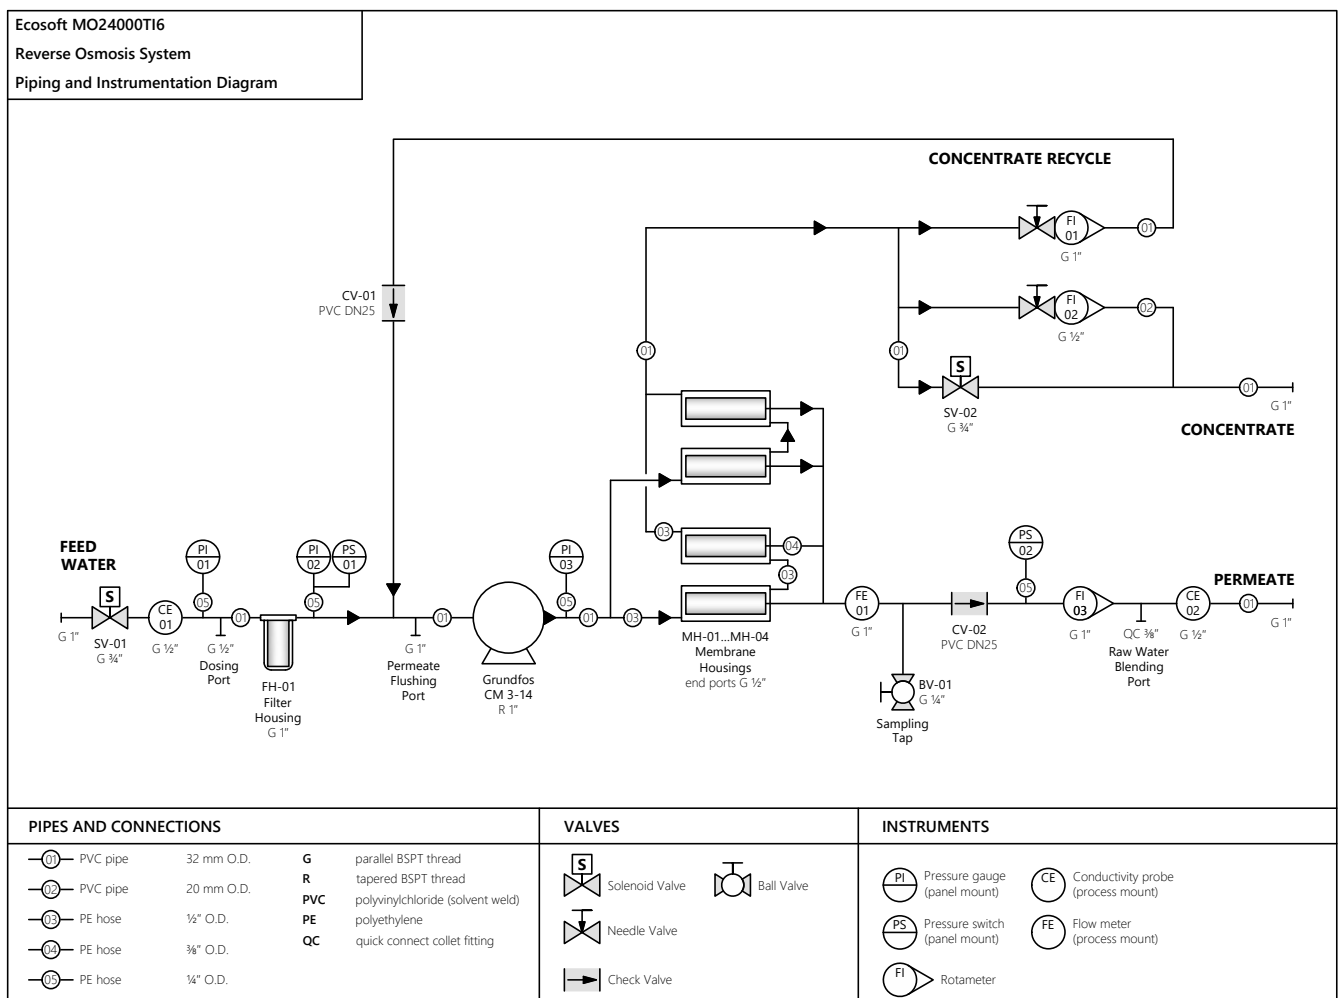 Ecosoft MO24000TI6
Reverse Osmosis System
Piping and Instrumentation Diagram
CONCENTRATE RECYCLE
FI
01
01
G 1"
CV-01
PVC DN25
FI
02
02
G ½"
01
01
S
SV-02
G ¾"
01
G 1"
CONCENTRATE
FEED
WATER
PI
01
PI
02
PS
01
PI
03
03
04
03
PS
02
PERMEATE
S
G 1"
SV-01
G ¾"
CE
01
G ½"
05
G ½"
Dosing
Port
01
FH-01
Filter
Housing
G 1"
05
G 1"
Permeate
Flushing
Port
01
Grundfos
CM 3-14
R 1"
05
01
03
MH-01...MH-04
Membrane
Housings
end ports G ½"
FE
01
G 1"
BV-01
G ¼"
Sampling
Tap
CV-02
PVC DN25
05
FI
03
G 1"
QC ⅜"
Raw Water
Blending
Port
CE
02
G ½"
01
G 1"
PIPES AND CONNECTIONS
01 PVC pipe 32 mm O.D.
02 PVC pipe 20 mm O.D.
03 PE hose ½" O.D.
04 PE hose ⅜" O.D.
05 PE hose ¼" O.D.
G parallel BSPT thread
R tapered BSPT thread
PVC polyvinylchloride (solvent weld)
PE polyethylene
QC quick connect collet fitting
VALVES
S
Solenoid Valve
Ball Valve
Needle Valve
Check Valve
INSTRUMENTS
PI Pressure gauge
(panel mount)
CE Conductivity probe
(process mount)
PS Pressure switch
(panel mount)
FE Flow meter
(process mount)
FI Rotameter